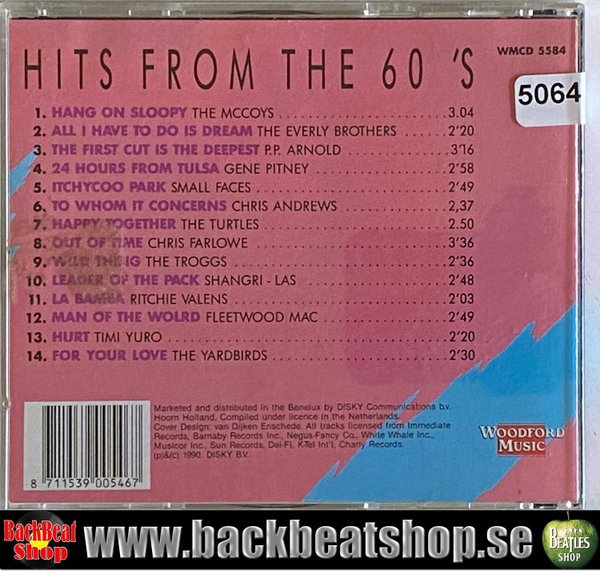 HITS FROM THE 60 'S
WMCD 5584
5064
1. HANG ON SLOOPY THE MCCOYS 3.04
2. ALL I HAVE TO DO IS DREAM THE EVERLY BROTHERS 2'20
3. THE FIRST CUT IS THE DEEPEST P.P. ARNOLD 3'16
4. 24 HOURS FROM TULSA GENE PITNEY 2'58
5. ITCHYCOO PARK SMALL FACES 2'49
6. TO WHOM IT CONCERNS CHRIS ANDREWS 2,37
7. HAPPY TOGETHER THE TURTLES 2.50
8. OUT OF TIME CHRIS FARLOWE 3'36
9. WILD THING THE TROGGS 3'36
10. LEADER OF THE PACK SHANGRI - LAS 2'48
11. LA BAMBA RITCHIE VALENS 2'03
12. MAN OF THE WOLRD FLEETWOOD MAC 2'49
13. HURT TIMI YURO 2'20
14. FOR YOUR LOVE THE YARDBIRDS 2'30
Marketed and distributed in the Benelux by DISKY Communications b.v.
Hoorn Holland. Compiled under licence in the Netherlands.
Cover Design: van Dijken Enschede. All tracks licensed from Immediate
Records, Barnaby Records Inc., Negus-Fancy Co., White Whale Inc.,
Musicor Inc., Sun Records, Del-Fi, K-Tel Int'l, Charly Records.
(p)&(c) 1990. DISKY B.V.
WOODFORD
MUSIC
8 711539 005467
BackBeat
Shop
www.backbeatshop.se
BEATLES
SHOP